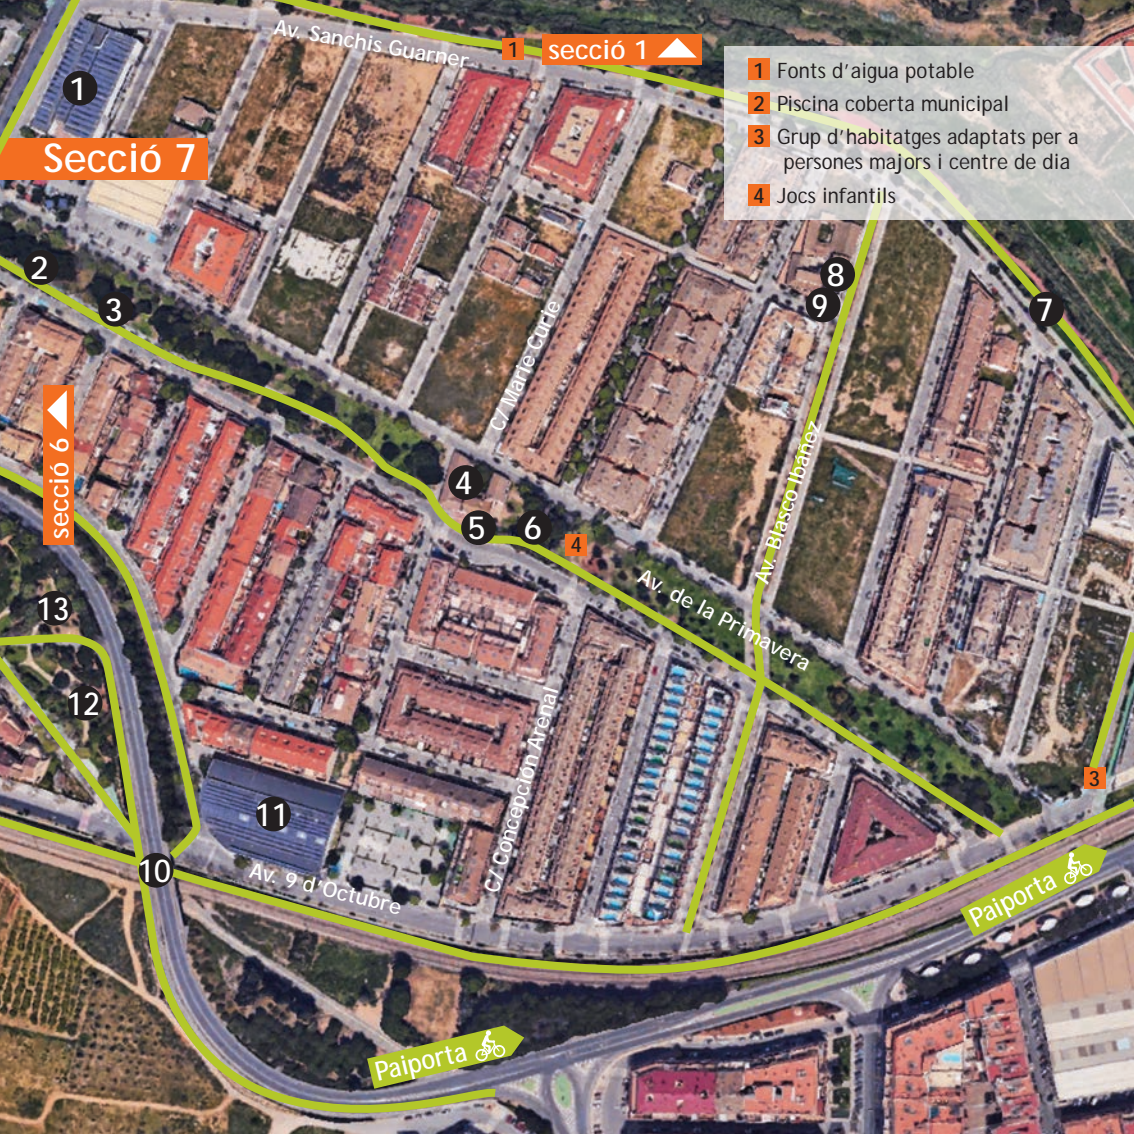 Av. Sanchis Guarner
1
secció 1
1 Fonts d'aigua potable
2 Piscina coberta municipal
3 Grup d'habitatges adaptats per a
persones majors i centre de dia
4 Jocs infantils
1
Secció 7
2
3
8
9
7
C/ Marie Curie
secció 6
4
5
6
4
Av. Blasco Ibáñez
Av. de la Primavera
13
12
C/ Concepción Arenal
3
11
10
Av. 9 d'Octubre
Paiporta
Paiporta